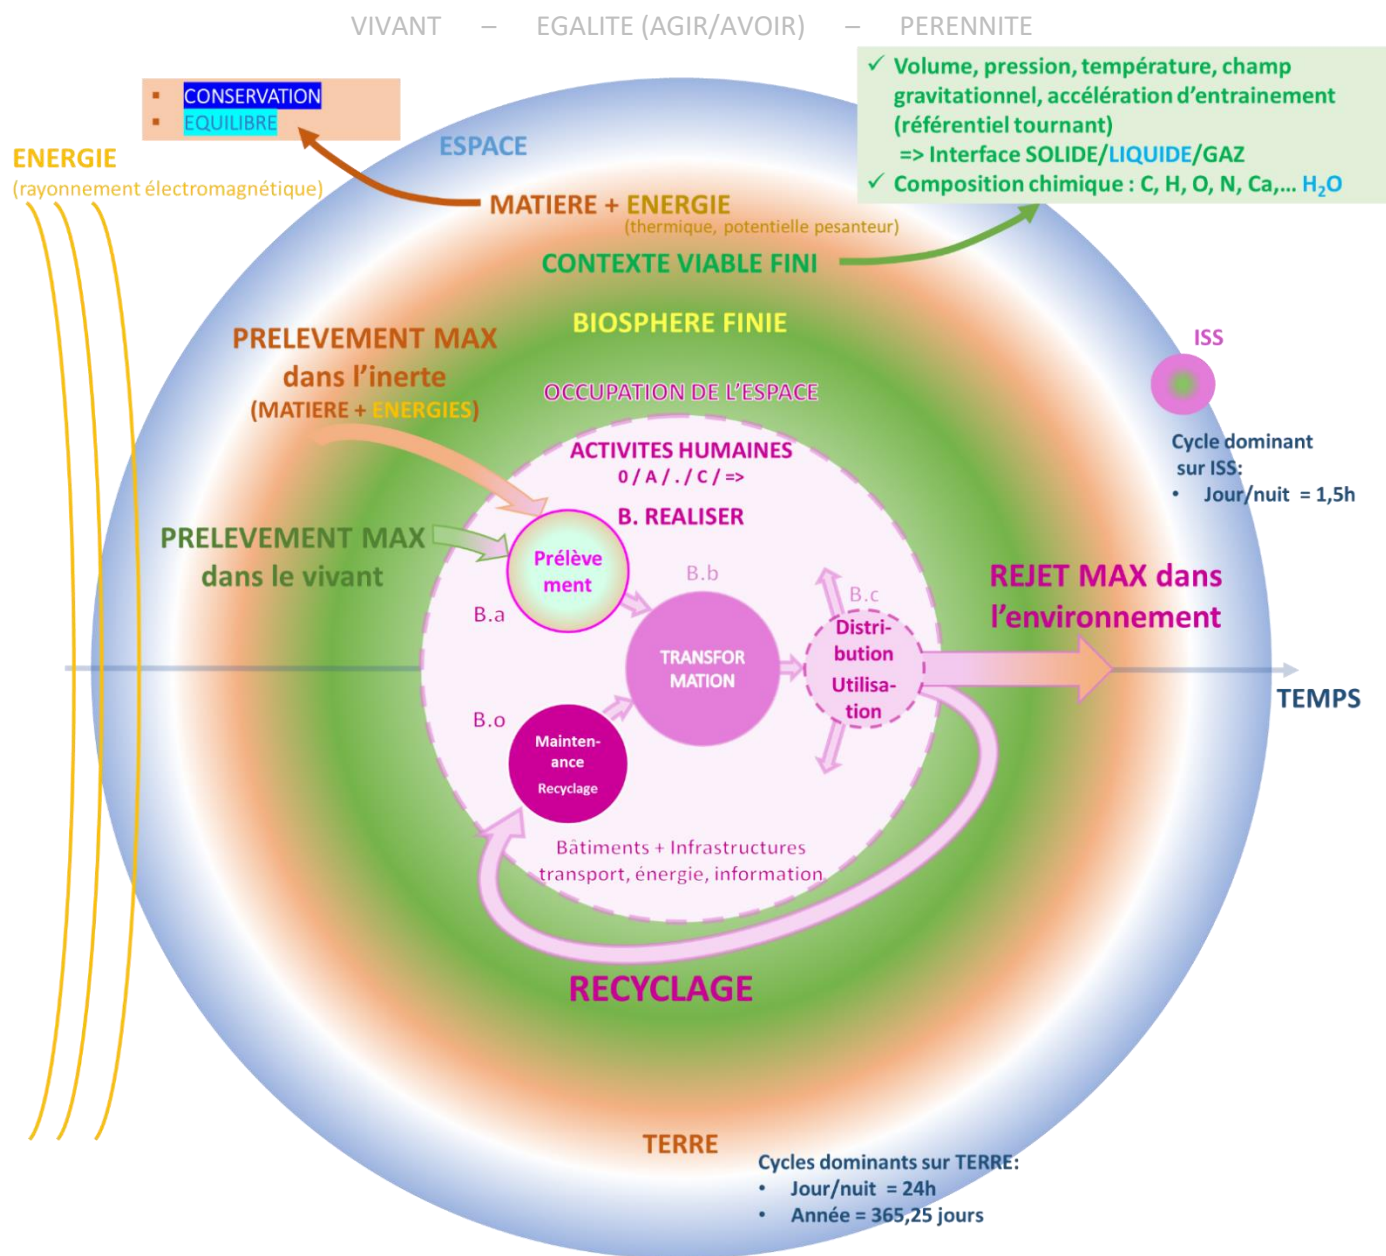 VIVANT – EGALITE (AGIR/AVOIR) – PERENNITE
▪ CONSERVATION
▪ EQUILIBRE
✓ Volume, pression, température, champ
gravitationnel, accélération d’entrainement
(référentiel tournant)
=> Interface SOLIDE/LIQUIDE/GAZ
✓ Composition chimique : C, H, O, N, Ca,… H₂O
ENERGIE
(rayonnement électromagnétique)
ESPACE
MATIERE + ENERGIE
(thermique, potentielle pesanteur)
CONTEXTE VIABLE FINI
BIOSPHERE FINIE
PRELEVEMENT MAX
dans l’inerte
(MATIERE + ENERGIES)
ISS
OCCUPATION DE L’ESPACE
Cycle dominant
sur ISS:
• Jour/nuit = 1,5h
ACTIVITES HUMAINES
0 / A / . / C / =>
B. REALISER
PRELEVEMENT MAX
dans le vivant
Prélève
ment
B.a
B.b
B.c
REJET MAX dans
l’environnement
TRANSFOR
MATION
Distri-
bution
Utilisa-
tion
TEMPS
B.o
Mainten-
ance
Recyclage
Bâtiments + Infrastructures
transport, énergie, information
RECYCLAGE
TERRE
Cycles dominants sur TERRE:
• Jour/nuit = 24h
• Année = 365,25 jours